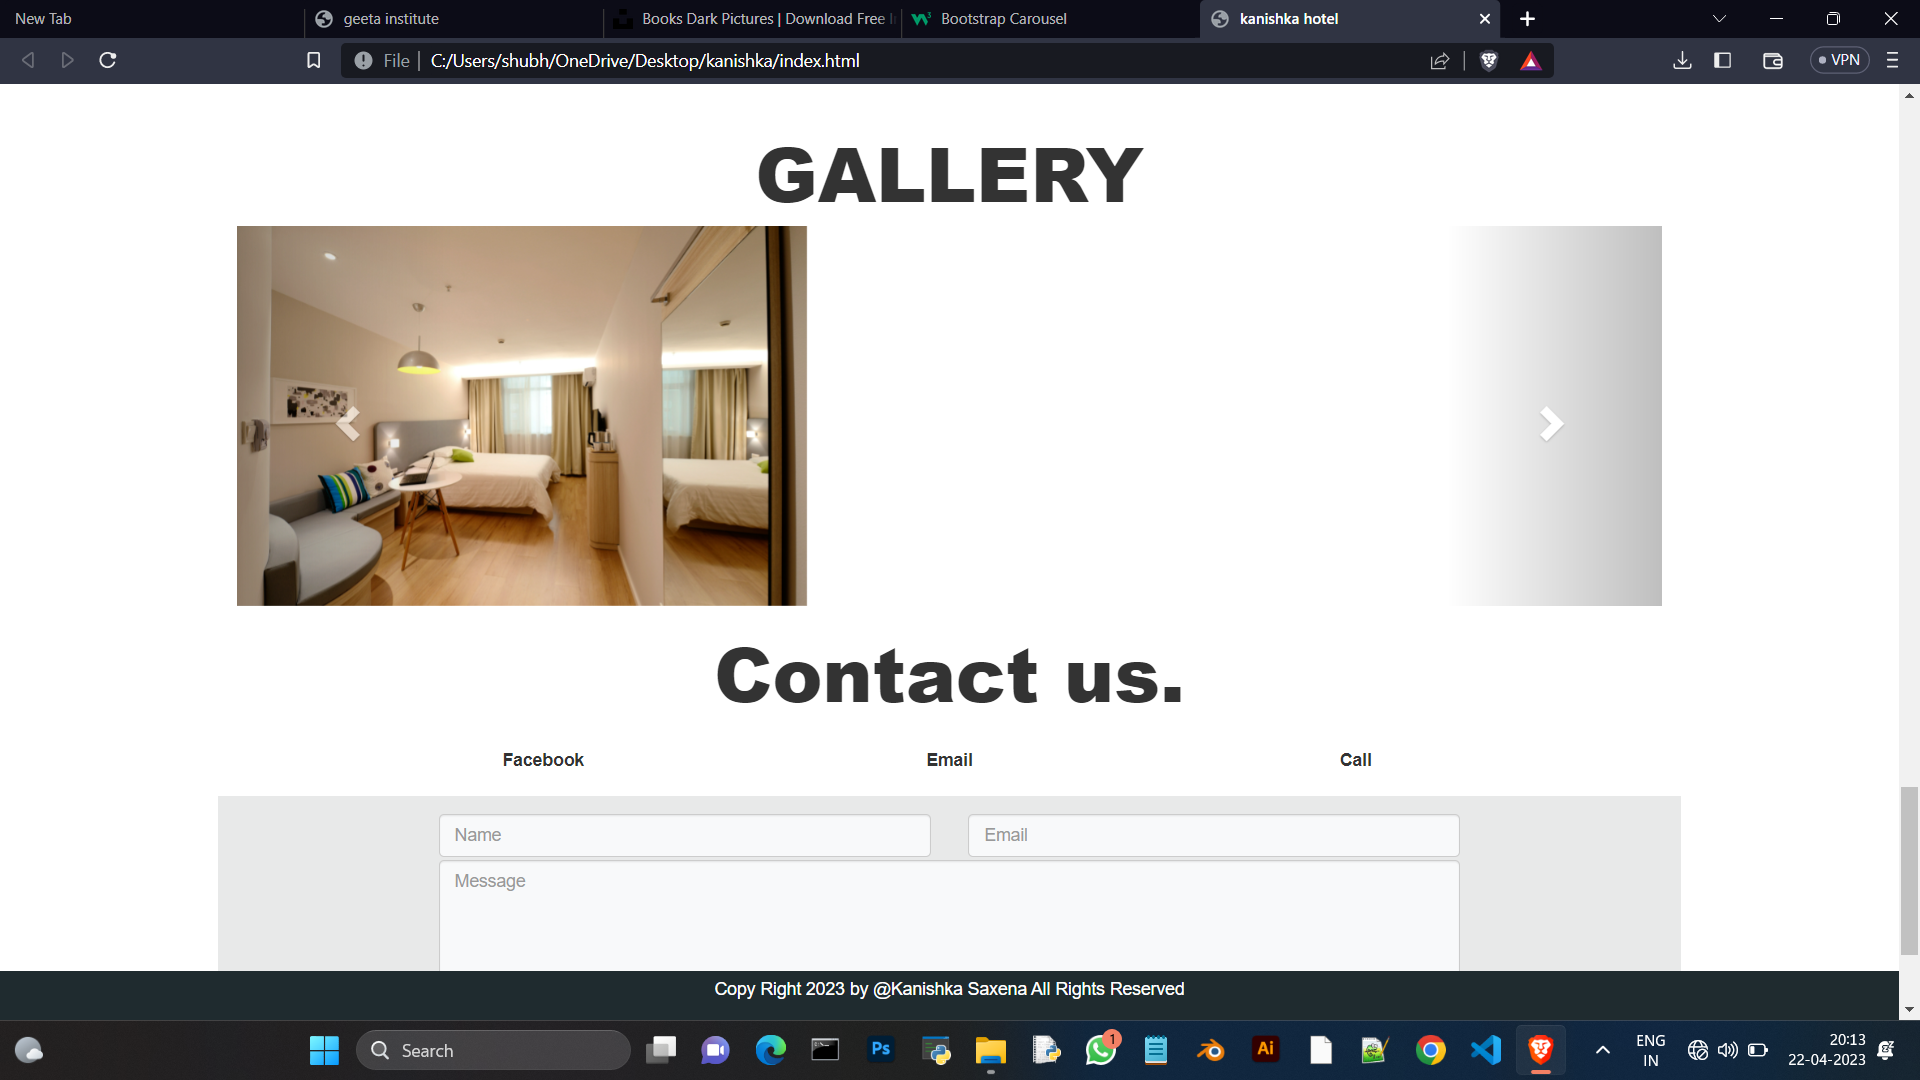 New Tab
geeta institute
Books Dark Pictures | Download Free I
Bootstrap Carousel
kanishka hotel
File
C:/Users/shubh/OneDrive/Desktop/kanishka/index.html
VPN
GALLERY
Contact us.
Facebook
Email
Call
Name
Email
Message
Copy Right 2023 by @Kanishka Saxena All Rights Reserved
Search
Ps
1
Ai
ENG
IN
20:13
22-04-2023